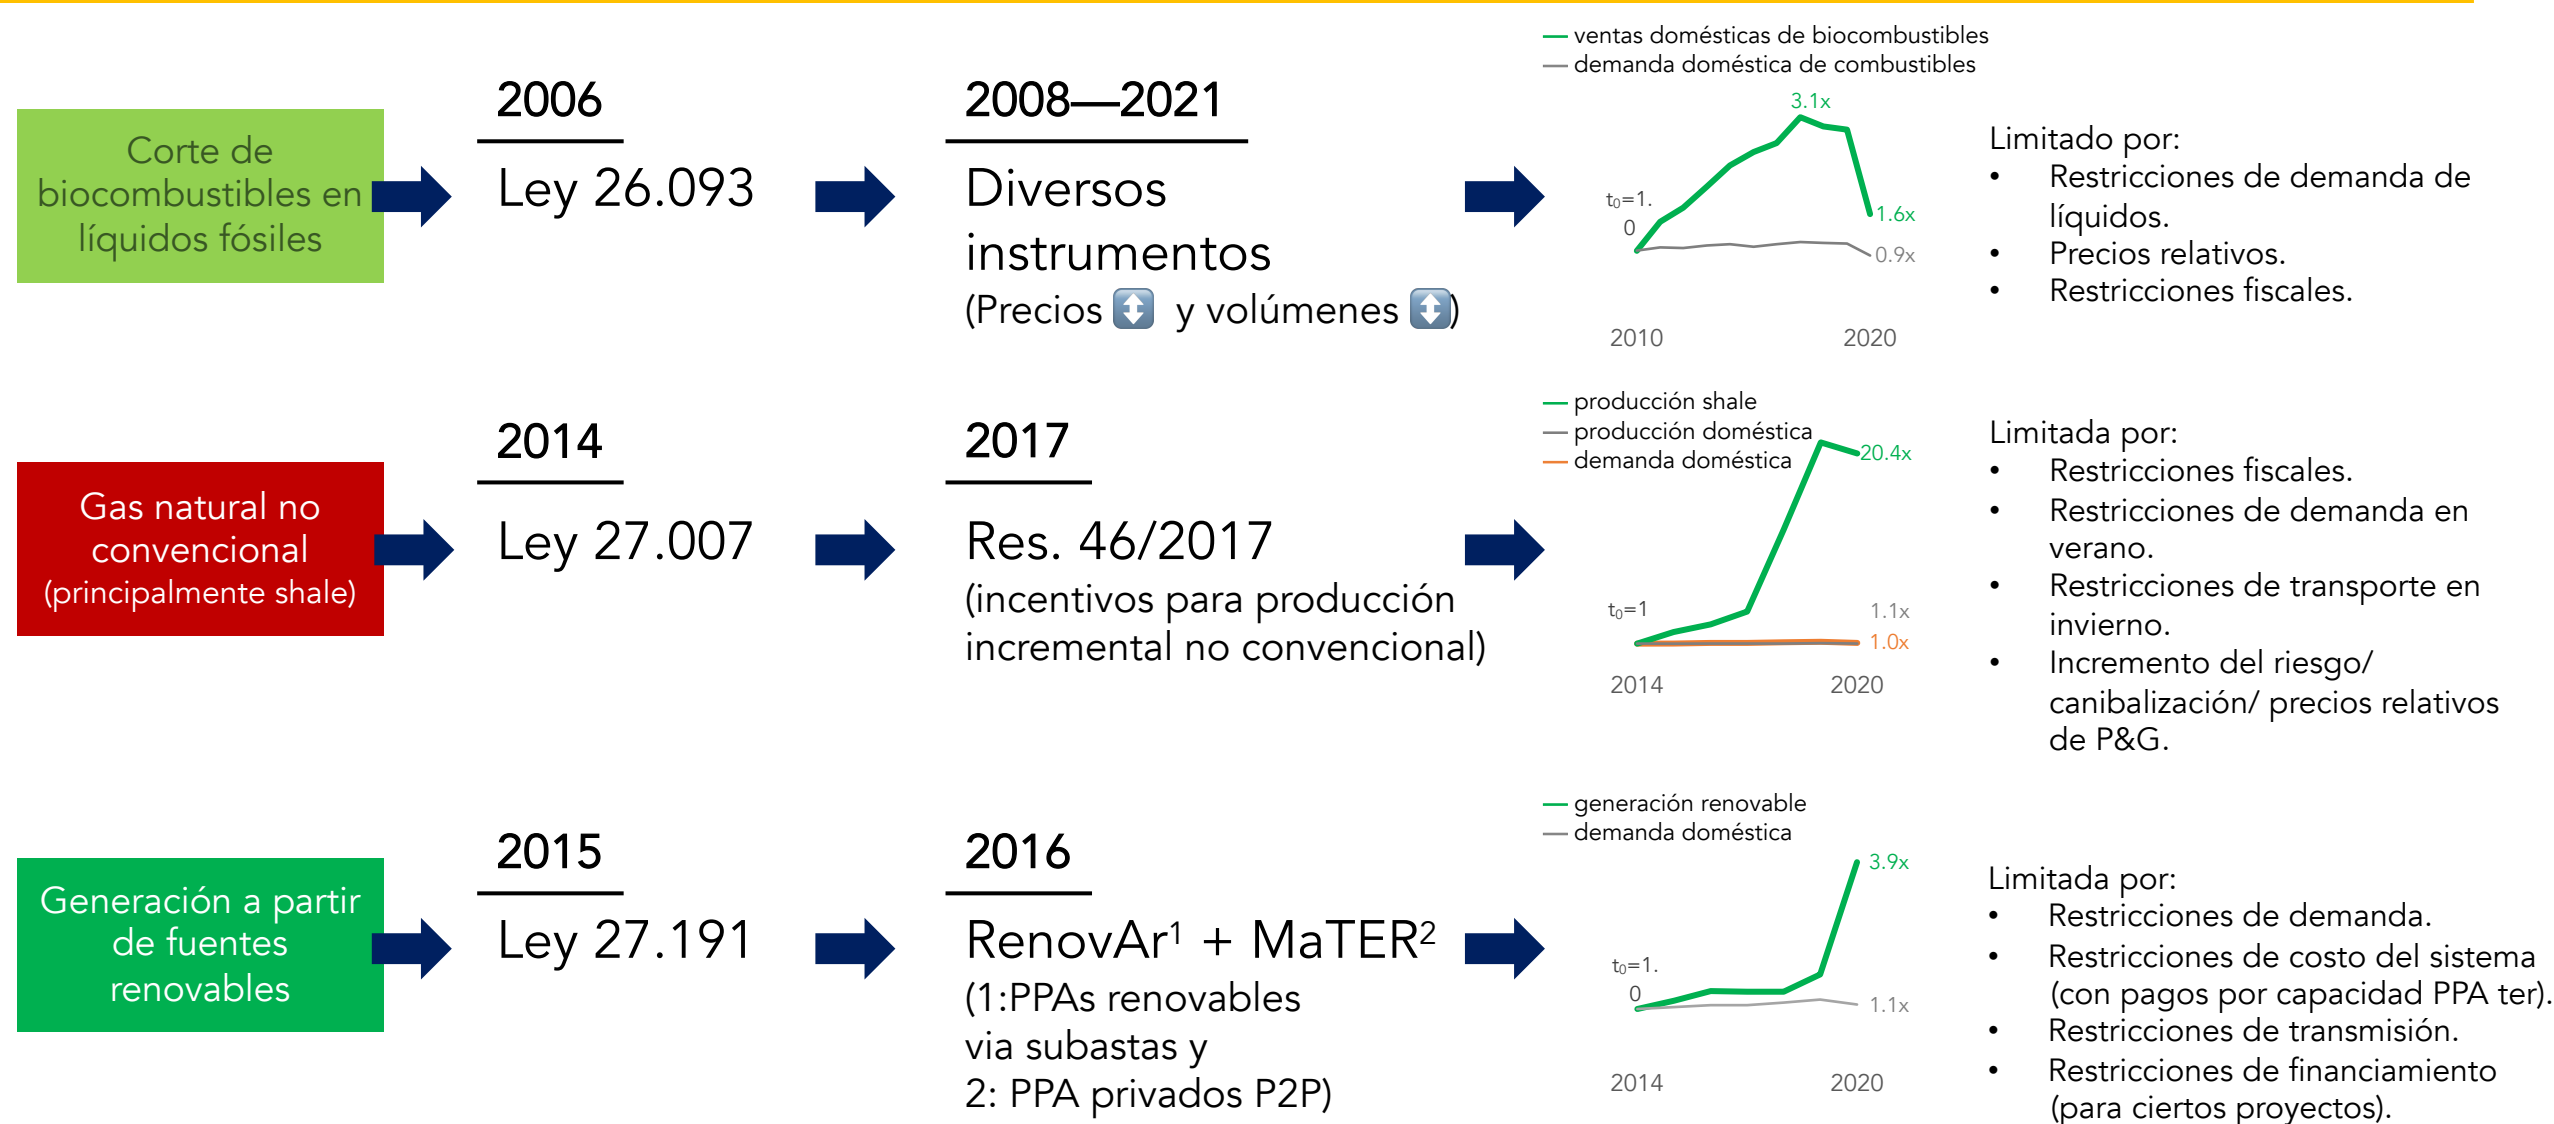 Corte de
biocombustibles en
líquidos fósiles
2006
Ley 26.093
2008—2021
Diversos
instrumentos
(Precios ↕ y volúmenes ↕)
ventas domésticas de biocombustibles
demanda doméstica de combustibles
3.1x
t₀=1.
0
1.6x
0.9x
2010 2020
Limitado por:
• Restricciones de demanda de
líquidos.
• Precios relativos.
• Restricciones fiscales.
Gas natural no
convencional
(principalmente shale)
2014
Ley 27.007
2017
Res. 46/2017
(incentivos para producción
incremental no convencional)
producción shale
producción doméstica
demanda doméstica
20.4x
t₀=1
1.1x
1.0x
2014 2020
Limitada por:
• Restricciones fiscales.
• Restricciones de demanda en
verano.
• Restricciones de transporte en
invierno.
• Incremento del riesgo/
canibalización/ precios relativos
de P&G.
Generación a partir
de fuentes
renovables
2015
Ley 27.191
2016
RenovAr¹ + MaTER²
(1:PPAs renovables
via subastas y
2: PPA privados P2P)
generación renovable
demanda doméstica
3.9x
t₀=1.
0
1.1x
2014 2020
Limitada por:
• Restricciones de demanda.
• Restricciones de costo del sistema
(con pagos por capacidad PPA ter).
• Restricciones de transmisión.
• Restricciones de financiamiento
(para ciertos proyectos).